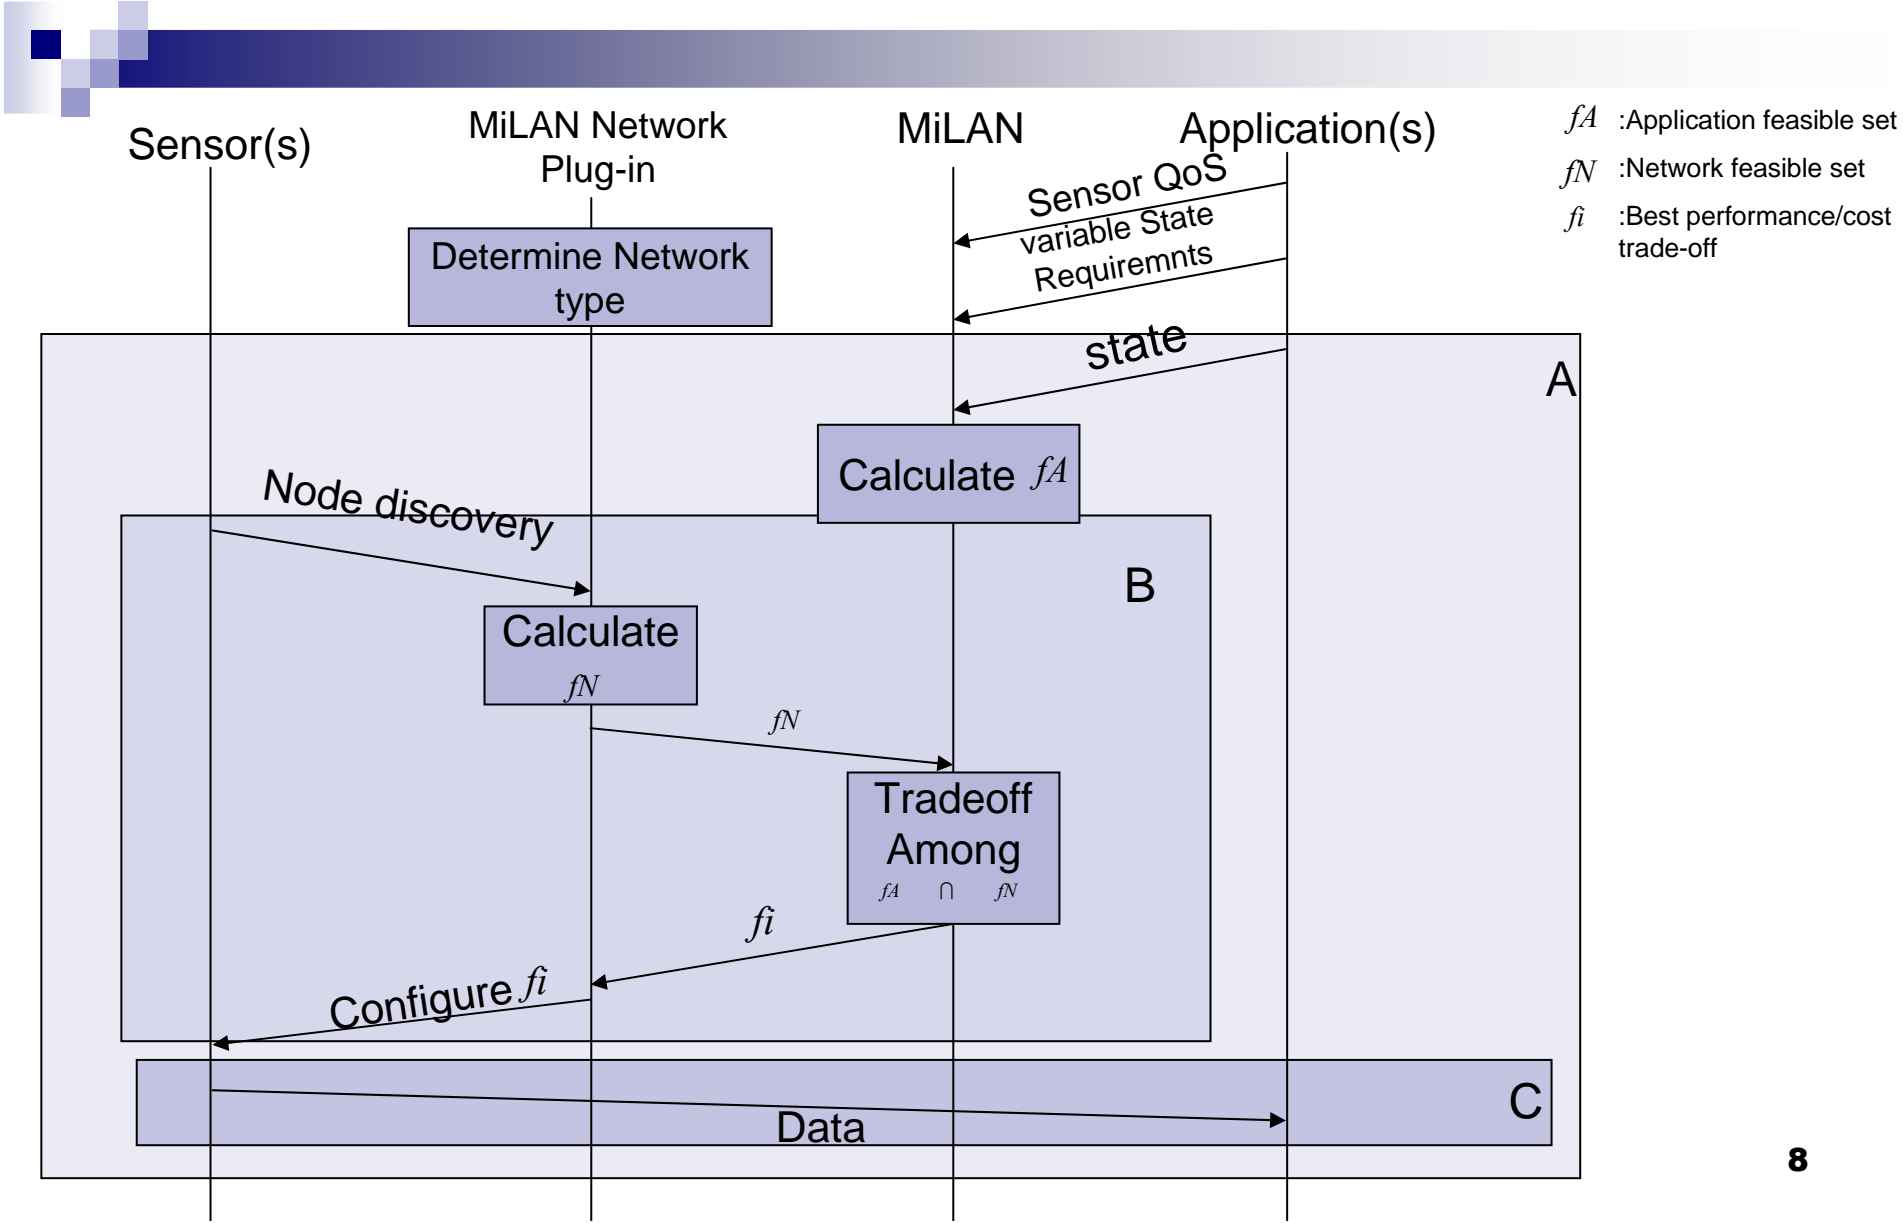 Sensor(s)
MiLAN Network
Plug-in
MiLAN
Application(s)
fA :Application feasible set
fN :Network feasible set
fi :Best performance/cost
trade-off
Sensor QoS
variable State
Requiremnts
Determine Network
type
state
A
Calculate fA
Node discovery
B
Calculate
fN
fN
Tradeoff
Among
fA ∩ fN
fi
Configure fi
C
Data
8